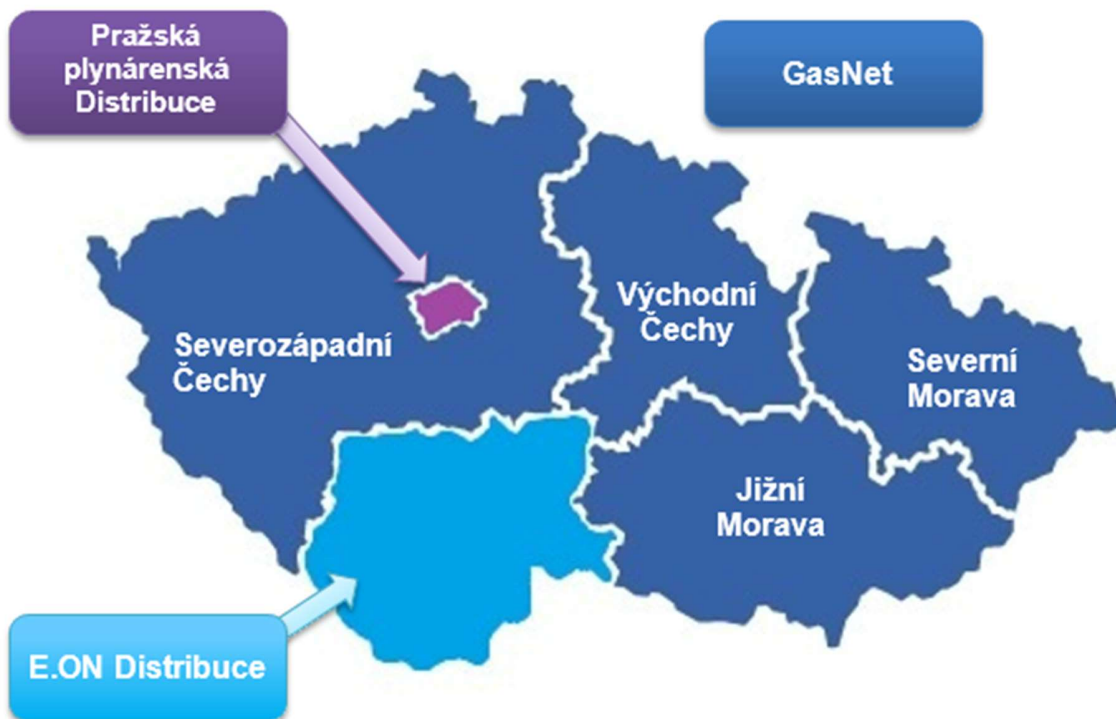 Pražská
plynárenská
Distribuce
GasNet
Východní
Čechy
Severozápadní
Čechy
Severní
Morava
Jižní
Morava
E.ON Distribuce